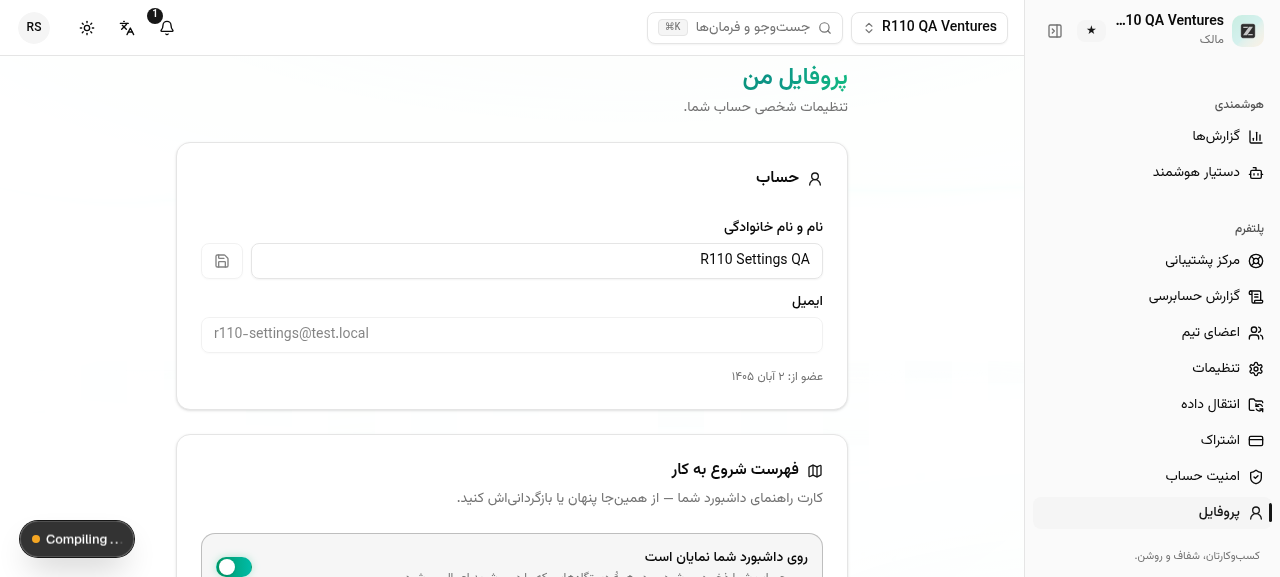 …10 QA Ventures
مالک
R110 QA Ventures
جست‌وجو و فرمان‌ها
⌘K
1
RS
هوشمندی
گزارش‌ها
دستیار هوشمند
پلتفرم
مرکز پشتیبانی
گزارش حسابرسی
اعضای تیم
تنظیمات
انتقال داده
اشتراک
امنیت حساب
پروفایل
کسب‌وکارتان، شفاف و روشن.
پروفایل من
تنظیمات شخصی حساب شما.
حساب
نام و نام خانوادگی
R110 Settings QA
ایمیل
r110-settings@test.local
عضو از: ۲ آبان ۱۴۰۵
فهرست شروع به کار
کارت راهنمای داشبورد شما — از همین‌جا پنهان یا بازگردانی‌اش کنید.
روی داشبورد شما نمایان است
Compiling ...